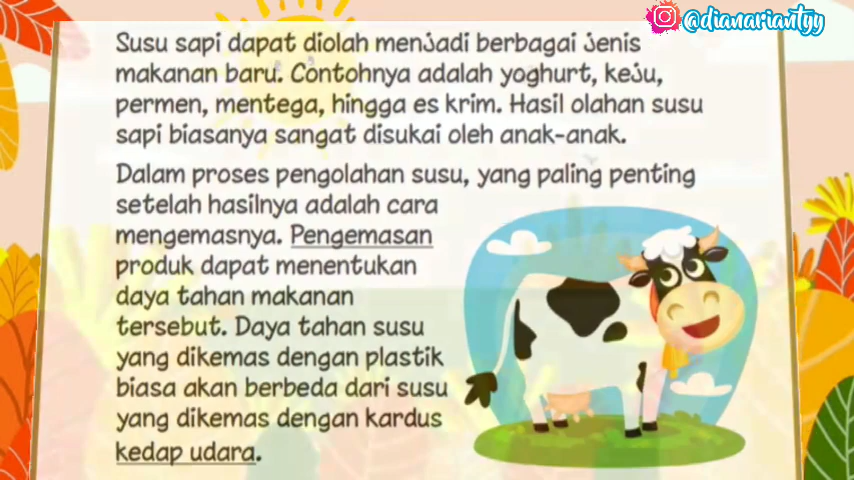 @dianariantyy
Susu sapi dapat diolah menjadi berbagai jenis
makanan baru. Contohnya adalah yoghurt, keju,
permen, mentega, hingga es krim. Hasil olahan susu
sapi biasanya sangat disukai oleh anak-anak.
Dalam proses pengolahan susu, yang paling penting
setelah hasilnya adalah cara
mengemasnya. Pengemasan
produk dapat menentukan
daya tahan makanan
tersebut. Daya tahan susu
yang dikemas dengan plastik
biasa akan berbeda dari susu
yang dikemas dengan kardus
kedap udara.